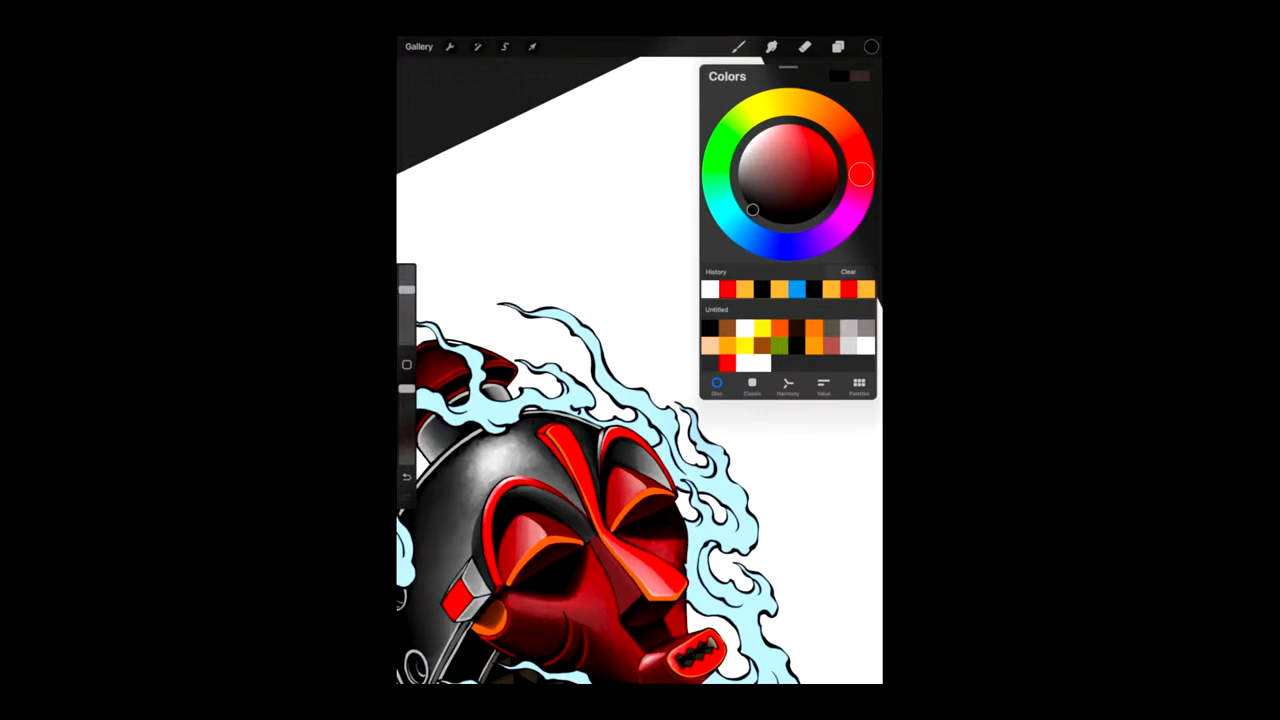 Gallery
Colors
History Clear
Untitled
Disc Classic Harmony Value Palettes